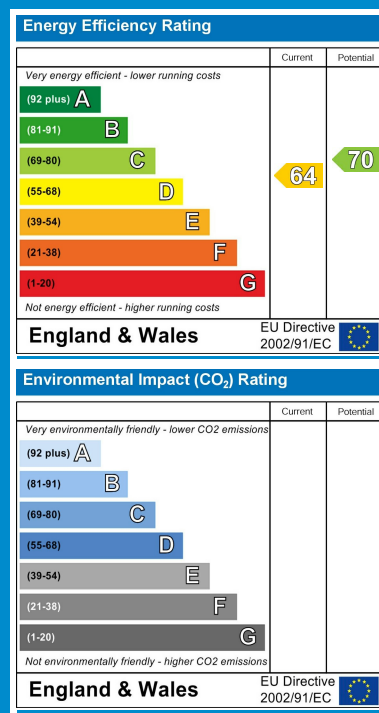 Energy Efficiency Rating
Current Potential
Very energy efficient - lower running costs
(92 plus) A
(81-91) B
(69-80) C
70
(55-68) D
64
(39-54) E
(21-38) F
(1-20) G
Not energy efficient - higher running costs
England & Wales
EU Directive
2002/91/EC
Environmental Impact (CO₂) Rating
Current Potential
Very environmentally friendly - lower CO2 emissions
(92 plus) A
(81-91) B
(69-80) C
(55-68) D
(39-54) E
(21-38) F
(1-20) G
Not environmentally friendly - higher CO2 emissions
England & Wales
EU Directive
2002/91/EC